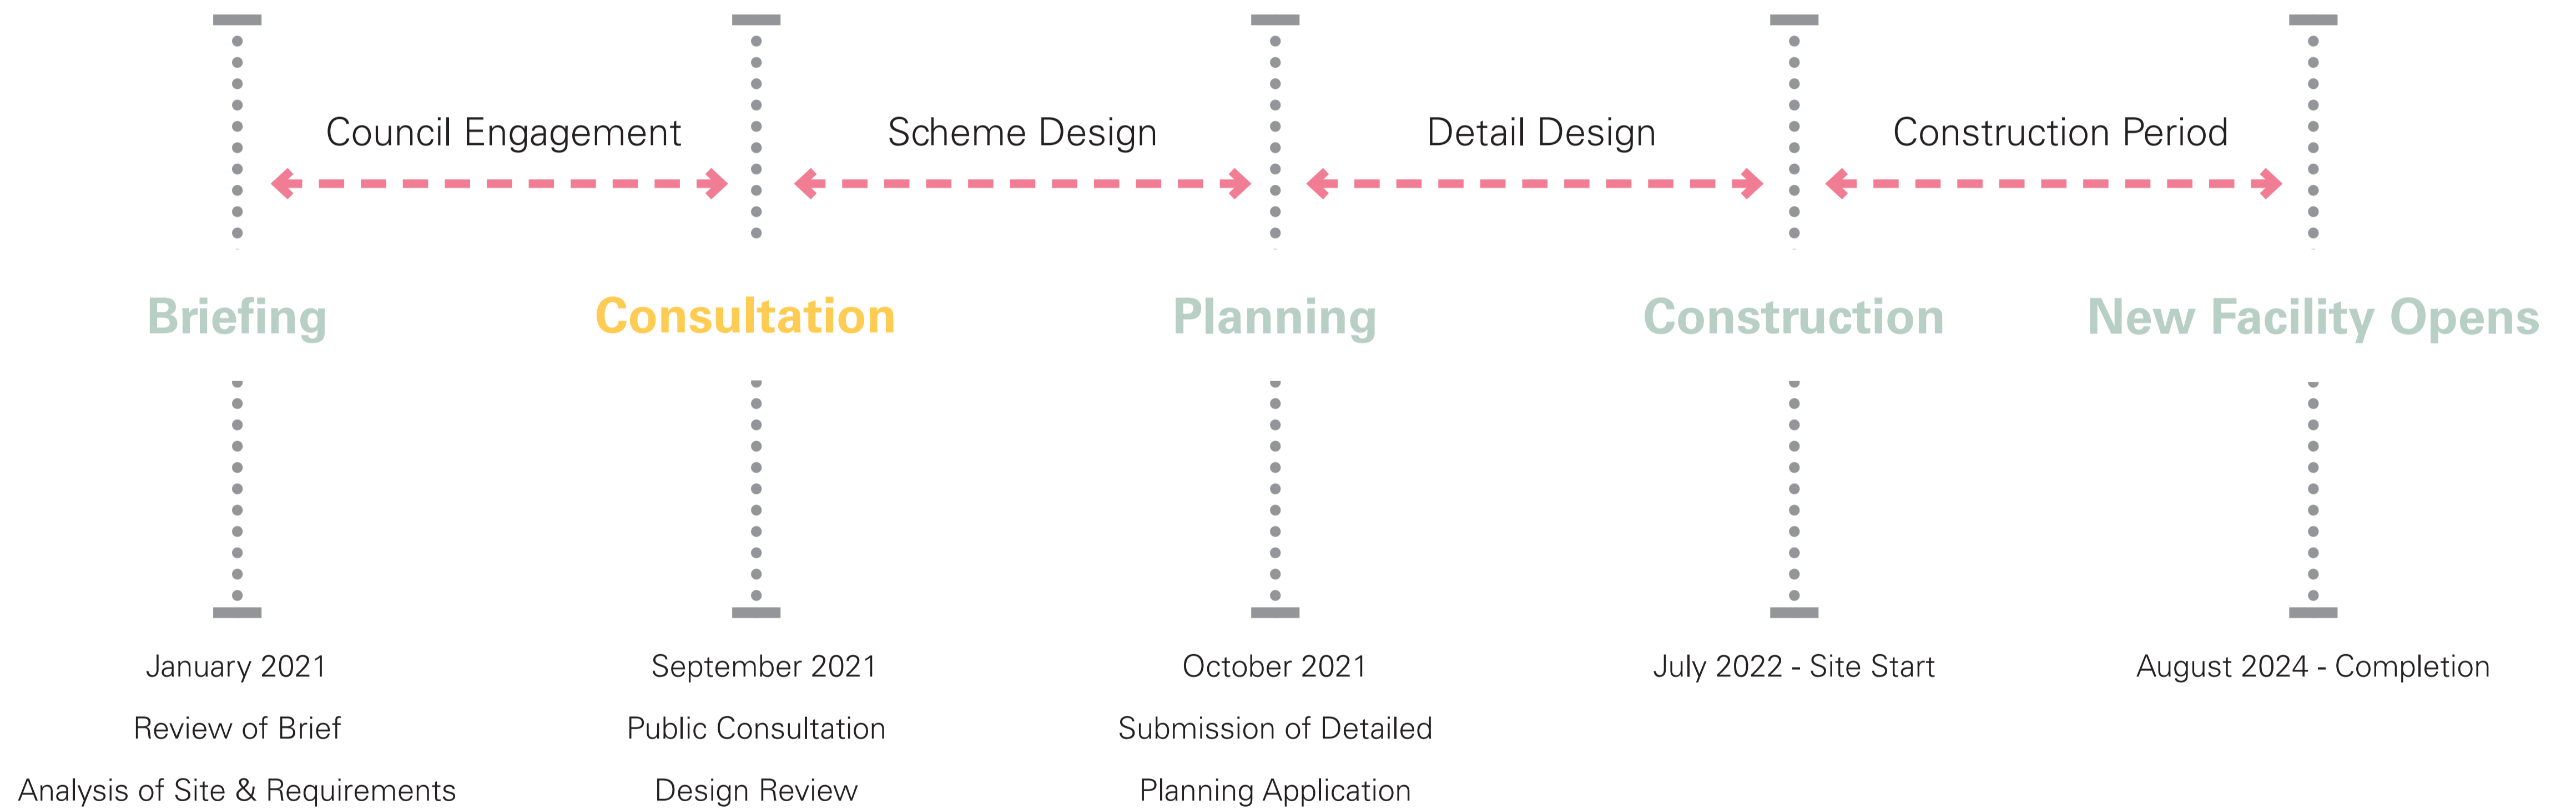 Council Engagement
Scheme Design
Detail Design
Construction Period
Briefing
Consultation
Planning
Construction
New Facility Opens
January 2021
Review of Brief
Analysis of Site & Requirements
September 2021
Public Consultation
Design Review
October 2021
Submission of Detailed
Planning Application
July 2022 - Site Start
August 2024 - Completion